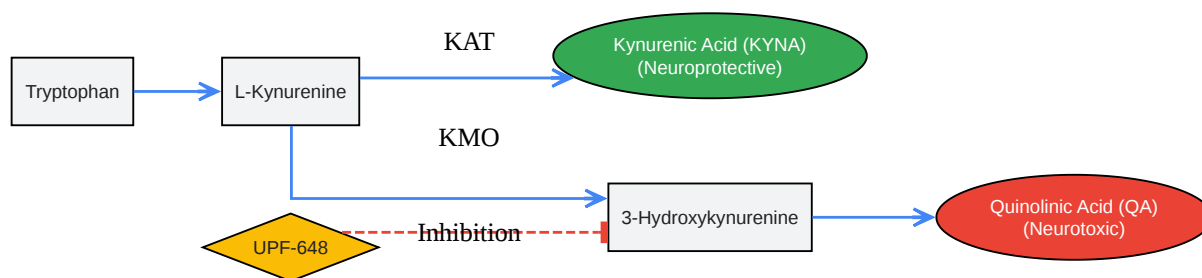 KAT
Kynurenic Acid (KYNA)
(Neuroprotective)
Tryptophan
L-Kynurenine
KMO
3-Hydroxykynurenine
Quinolinic Acid (QA)
(Neurotoxic)
UPF-648
Inhibition